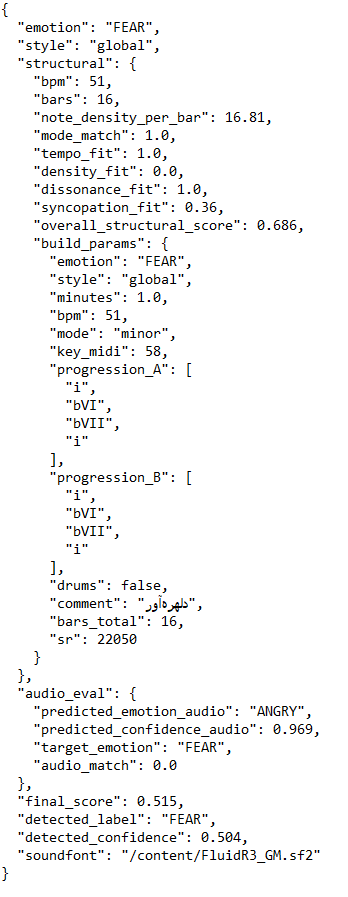 {
  "emotion": "FEAR",
  "style": "global",
  "structural": {
    "bpm": 51,
    "bars": 16,
    "note_density_per_bar": 16.81,
    "mode_match": 1.0,
    "tempo_fit": 1.0,
    "density_fit": 0.0,
    "dissonance_fit": 1.0,
    "syncopation_fit": 0.36,
    "overall_structural_score": 0.686,
    "build_params": {
      "emotion": "FEAR",
      "style": "global",
      "minutes": 1.0,
      "bpm": 51,
      "mode": "minor",
      "key_midi": 58,
      "progression_A": [
        "i",
        "bVI",
        "bVII",
        "i"
      ],
      "progression_B": [
        "i",
        "bVI",
        "bVII",
        "i"
      ],
      "drums": false,
      "comment": "دلهره‌آور",
      "bars_total": 16,
      "sr": 22050
    }
  },
  "audio_eval": {
    "predicted_emotion_audio": "ANGRY",
    "predicted_confidence_audio": 0.969,
    "target_emotion": "FEAR",
    "audio_match": 0.0
  },
  "final_score": 0.515,
  "detected_label": "FEAR",
  "detected_confidence": 0.504,
  "soundfont": "/content/FluidR3_GM.sf2"
}